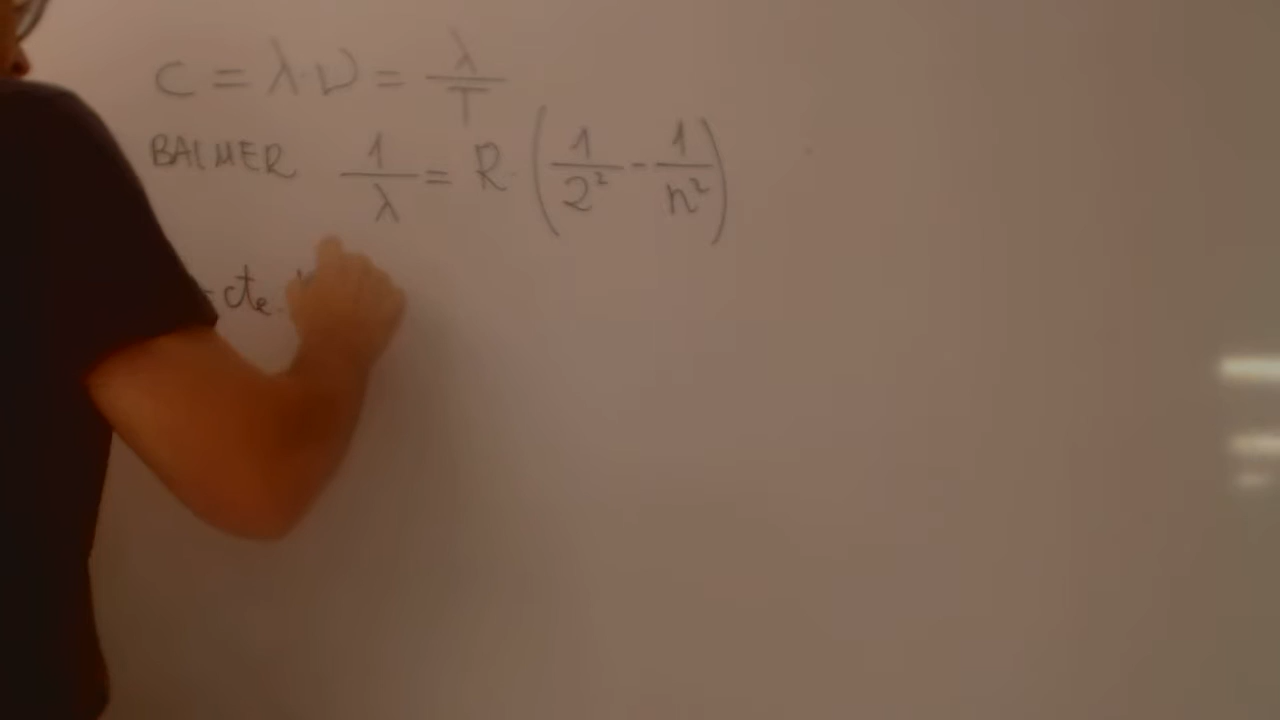 c = λ·ν = λ/T
BALMER 1/λ = R·(1/2² - 1/n²)
cte.